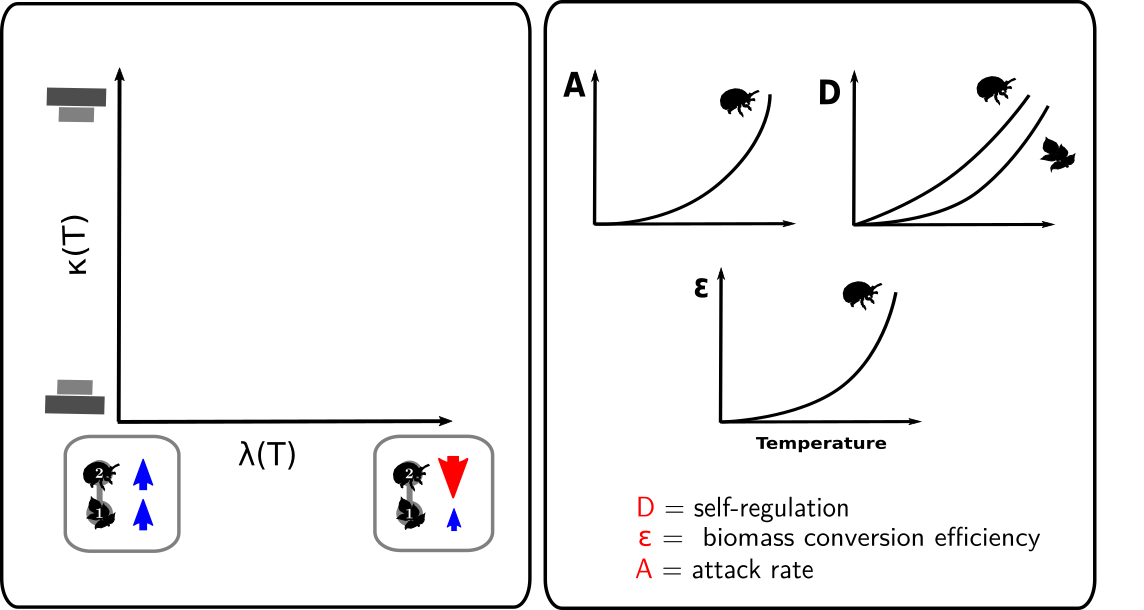 κ(T)
λ(T)
2
1
2
1
A
D
ε
Temperature
D = self-regulation
ε = biomass conversion efficiency
A = attack rate